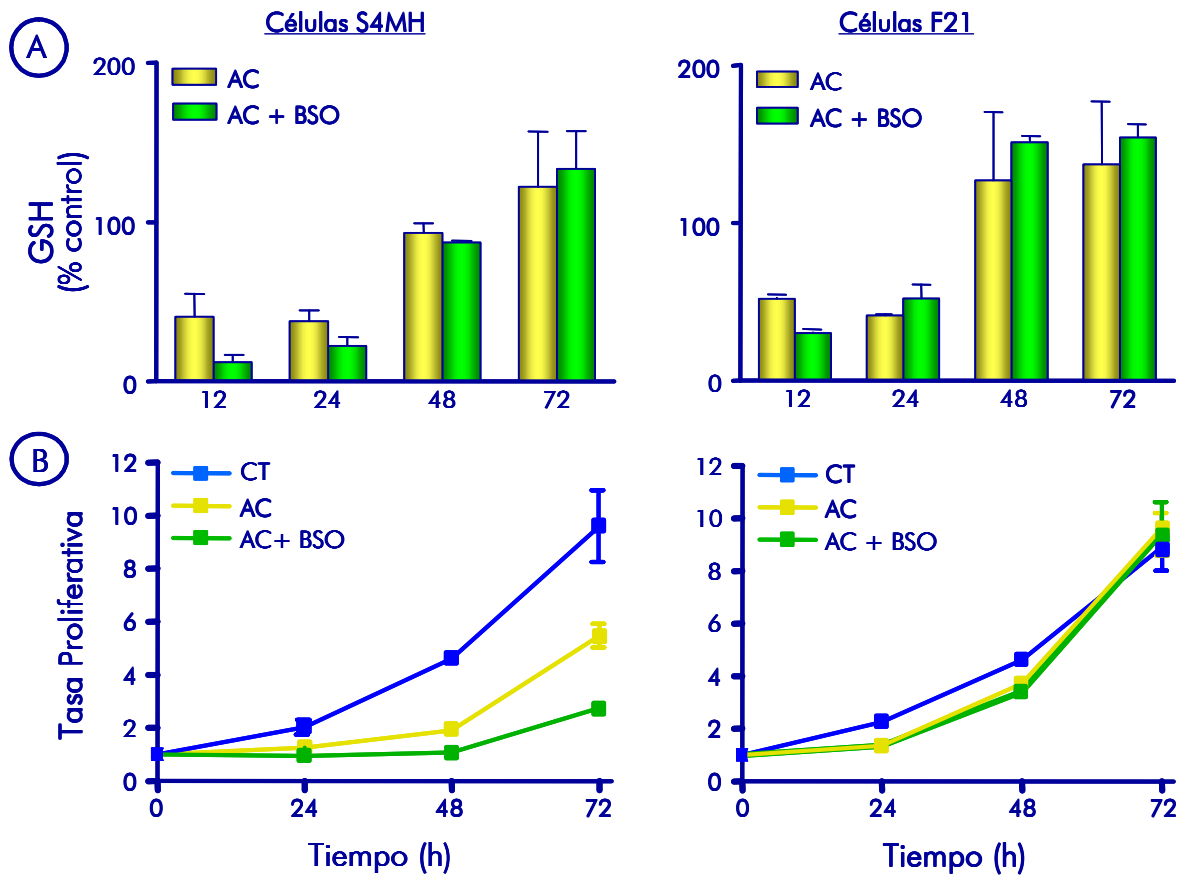 A
Células S4MH
Células F21
GSH
(% control)
200
100
0
AC
AC + BSO
12 24 48 72
200
100
0
AC
AC + BSO
12 24 48 72
B
Tasa Proliferativa
12
10
8
6
4
2
0
CT
AC
AC+ BSO
0 24 48 72
Tiempo (h)
12
10
8
6
4
2
0
CT
AC
AC + BSO
0 24 48 72
Tiempo (h)